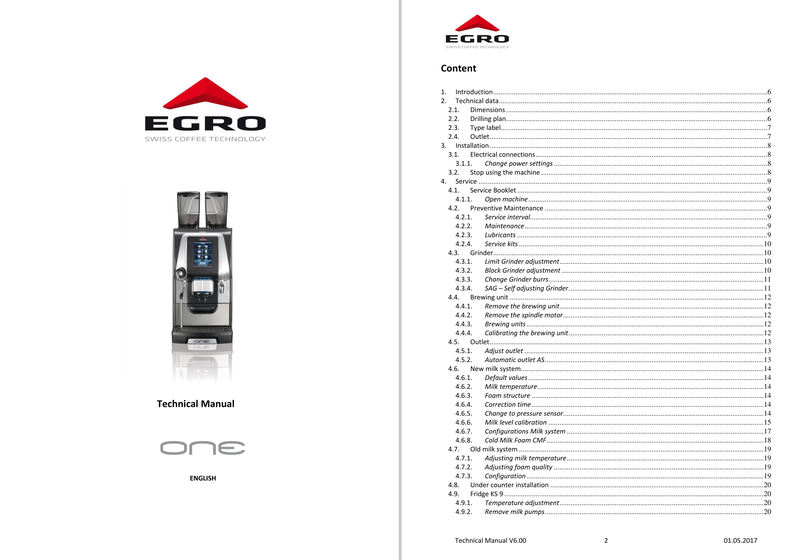 EGRO
SWISS COFFEE TECHNOLOGY
EGRO
one
Technical Manual
one
ENGLISH
EGRO
SWISS COFFEE TECHNOLOGY
Content
1. Introduction 6
2. Technical data 6
2.1. Dimensions 6
2.2. Drilling plan 6
2.3. Type label 7
2.4. Outlet 7
3. Installation 8
3.1. Electrical connections 8
3.1.1. Change power settings 8
3.2. Stop using the machine 8
4. Service 9
4.1. Service Booklet 9
4.1.1. Open machine 9
4.2. Preventive Maintenance 9
4.2.1. Service interval 9
4.2.2. Maintenance 9
4.2.3. Lubricants 9
4.2.4. Service kits 10
4.3. Grinder 10
4.3.1. Limit Grinder adjustment 10
4.3.2. Block Grinder adjustment 10
4.3.3. Change Grinder burrs 11
4.3.4. SAG – Self adjusting Grinder 11
4.4. Brewing unit 12
4.4.1. Remove the brewing unit 12
4.4.2. Remove the spindle motor 12
4.4.3. Brewing units 12
4.4.4. Calibrating the brewing unit 12
4.5. Outlet 13
4.5.1. Adjust outlet 13
4.5.2. Automatic outlet AS 13
4.6. New milk system 14
4.6.1. Default values 14
4.6.2. Milk temperature 14
4.6.3. Foam structure 14
4.6.4. Correction time 14
4.6.5. Change to pressure sensor 14
4.6.6. Milk level calibration 15
4.6.7. Configurations Milk system 17
4.6.8. Cold Milk Foam CMF 18
4.7. Old milk system 19
4.7.1. Adjusting milk temperature 19
4.7.2. Adjusting foam quality 19
4.7.3. Configuration 19
4.8. Under counter installation 20
4.9. Fridge KS 9 20
4.9.1. Temperature adjustment 20
4.9.2. Remove milk pumps 20
Technical Manual V6.00 2 01.05.2017